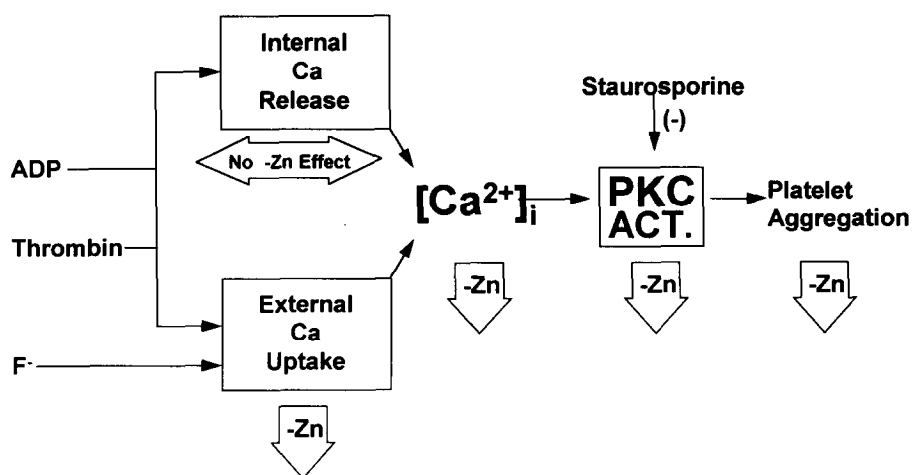 Internal
Ca
Release
Staurosporine
(-)
No -Zn Effect
ADP
[Ca²⁺]i
PKC
ACT.
Platelet
Aggregation
Thrombin
External
Ca
Uptake
-Zn
-Zn
-Zn
F⁻
-Zn